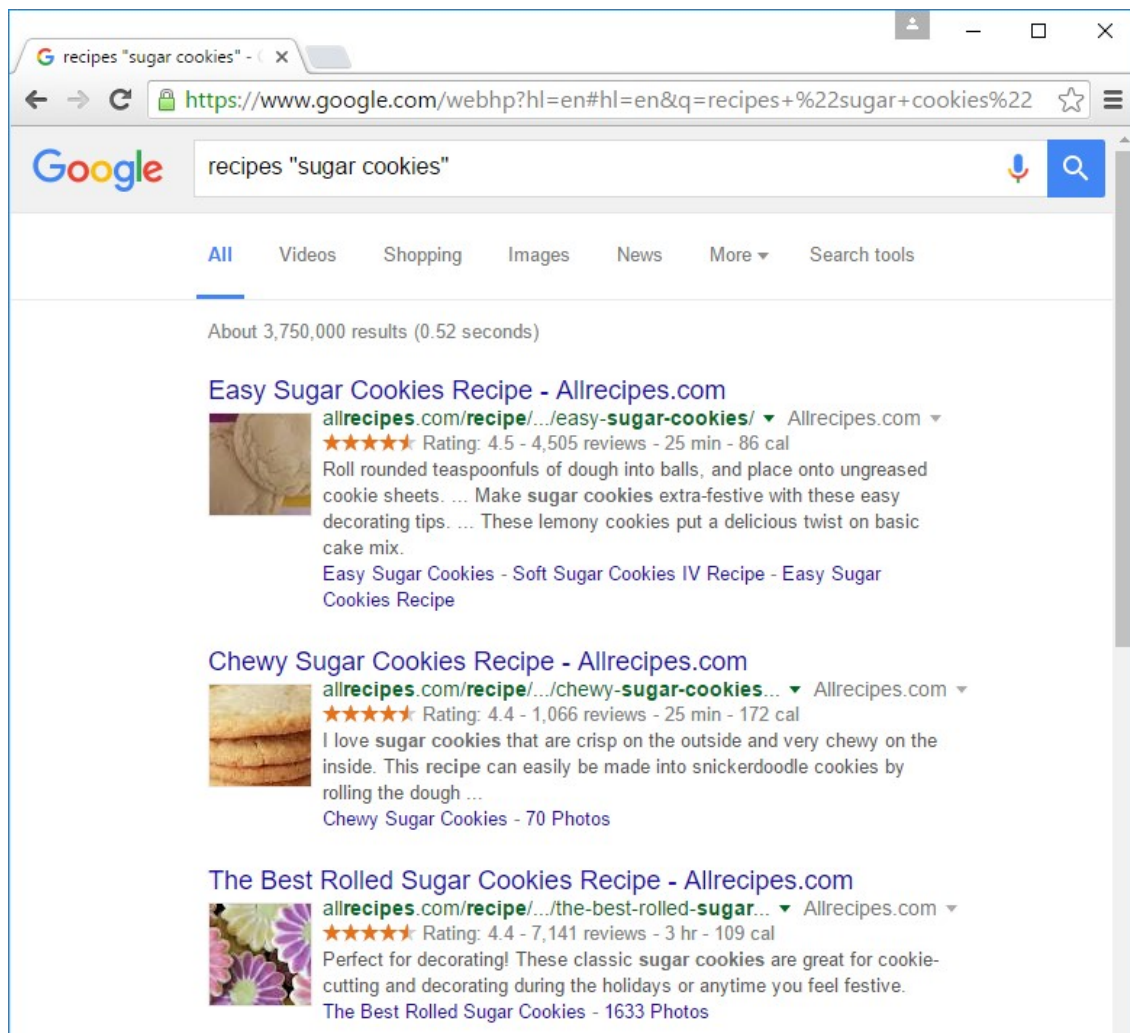 recipes "sugar cookies" -
https://www.google.com/webhp?hl=en#hl=en&q=recipes+%22sugar+cookies%22
Google
recipes "sugar cookies"
All Videos Shopping Images News More Search tools
About 3,750,000 results (0.52 seconds)
Easy Sugar Cookies Recipe - Allrecipes.com
allrecipes.com/recipe/.../easy-sugar-cookies/ Allrecipes.com
Rating: 4.5 - 4,505 reviews - 25 min - 86 cal
Roll rounded teaspoonfuls of dough into balls, and place onto ungreased
cookie sheets. ... Make sugar cookies extra-festive with these easy
decorating tips. ... These lemony cookies put a delicious twist on basic
cake mix.
Easy Sugar Cookies - Soft Sugar Cookies IV Recipe - Easy Sugar
Cookies Recipe
Chewy Sugar Cookies Recipe - Allrecipes.com
allrecipes.com/recipe/.../chewy-sugar-cookies... Allrecipes.com
Rating: 4.4 - 1,066 reviews - 25 min - 172 cal
I love sugar cookies that are crisp on the outside and very chewy on the
inside. This recipe can easily be made into snickerdoodle cookies by
rolling the dough ...
Chewy Sugar Cookies - 70 Photos
The Best Rolled Sugar Cookies Recipe - Allrecipes.com
allrecipes.com/recipe/.../the-best-rolled-sugar... Allrecipes.com
Rating: 4.4 - 7,141 reviews - 3 hr - 109 cal
Perfect for decorating! These classic sugar cookies are great for cookie-
cutting and decorating during the holidays or anytime you feel festive.
The Best Rolled Sugar Cookies - 1633 Photos